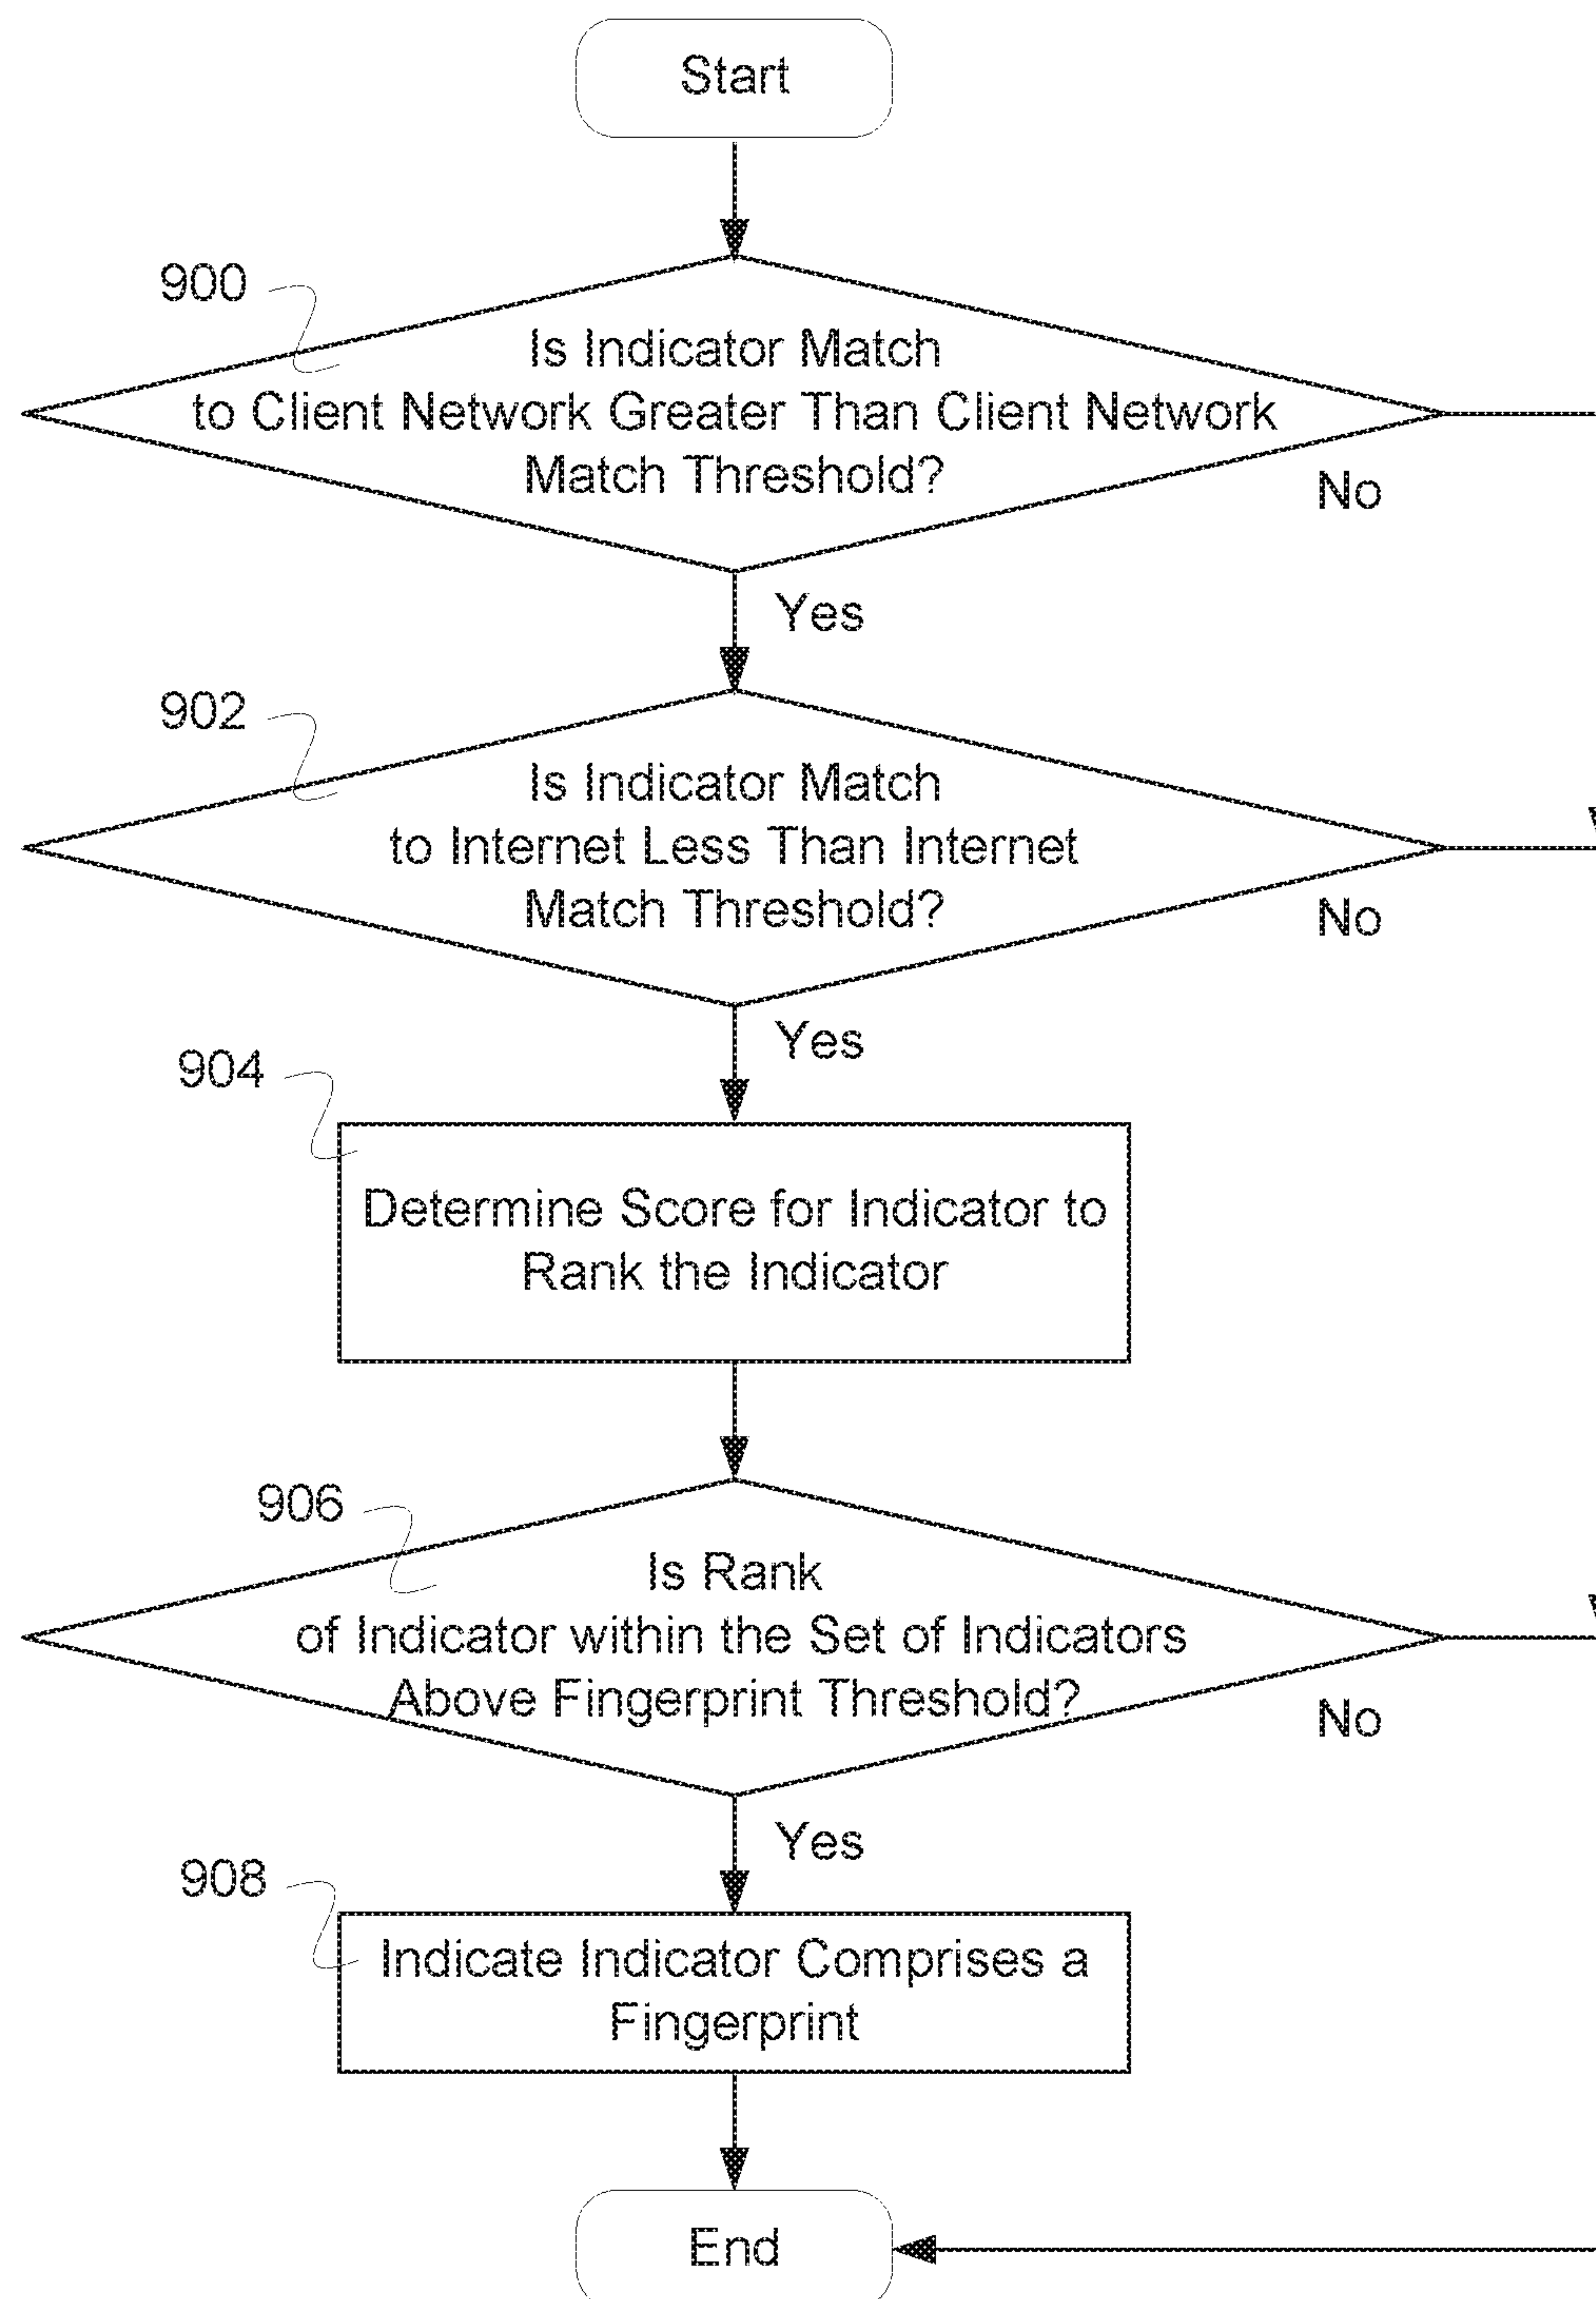 Start
900
Is Indicator Match
to Client Network Greater Than Client Network
Match Threshold?
No
Yes
902
Is Indicator Match
to Internet Less Than Internet
Match Threshold?
No
Yes
904
Determine Score for Indicator to
Rank the Indicator
906
Is Rank
of Indicator within the Set of Indicators
Above Fingerprint Threshold?
No
Yes
908
Indicate Indicator Comprises a
Fingerprint
End